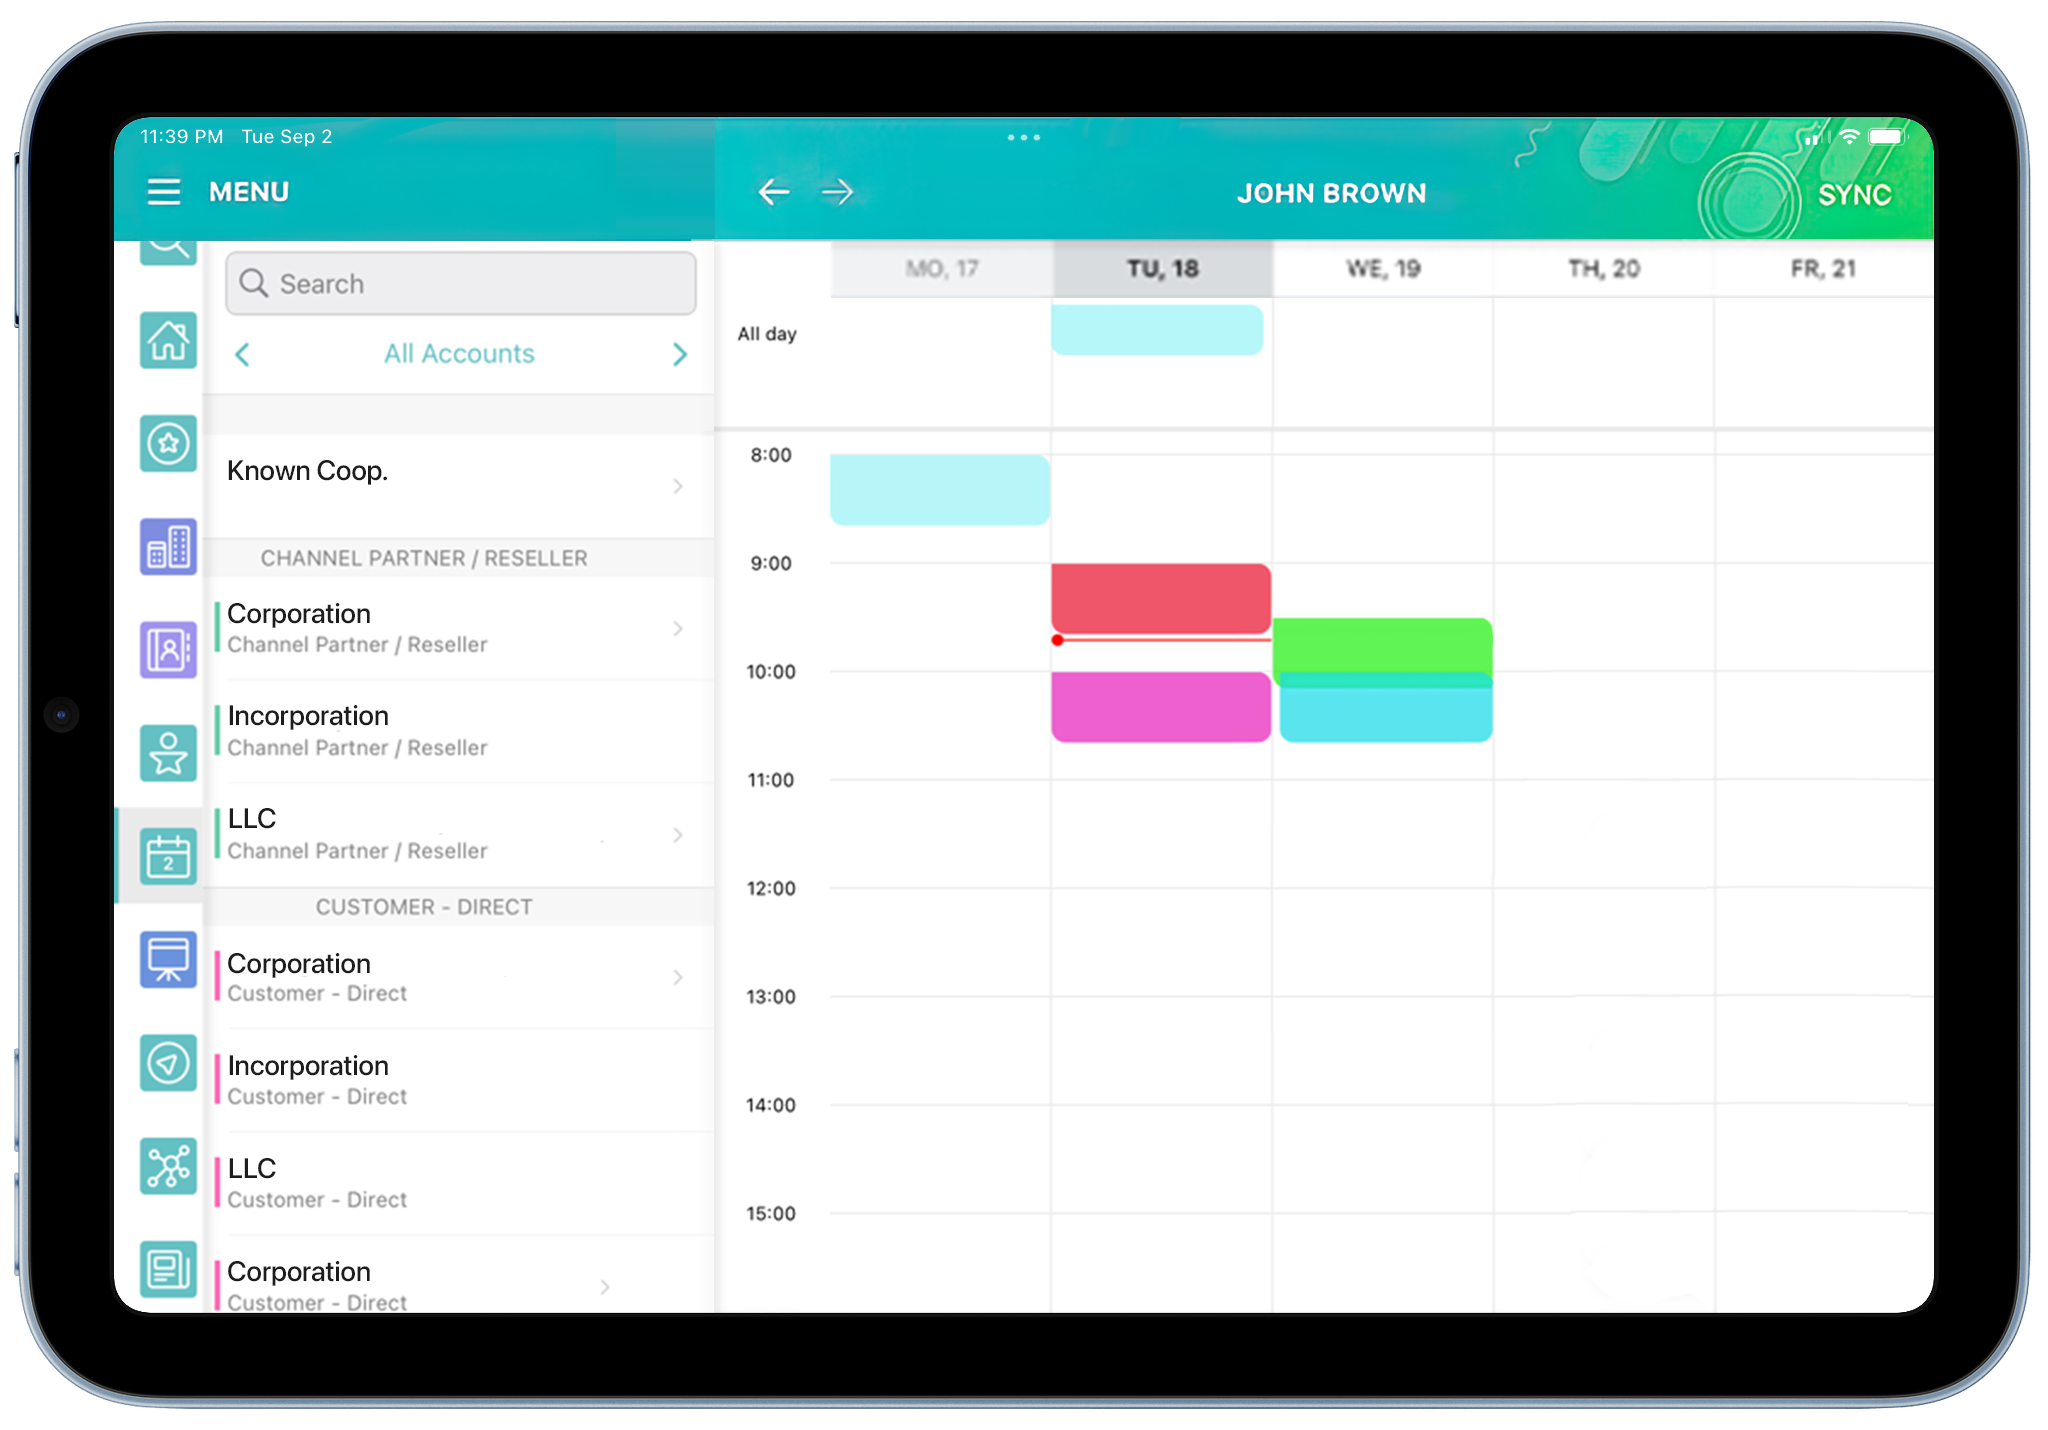 11:39 PM Tue Sep 2
MENU
JOHN BROWN
SYNC
Search
All Accounts
Known Coop.
CHANNEL PARTNER / RESELLER
Corporation
Channel Partner / Reseller
Incorporation
Channel Partner / Reseller
LLC
Channel Partner / Reseller
2
CUSTOMER - DIRECT
Corporation
Customer - Direct
Incorporation
Customer - Direct
LLC
Customer - Direct
Corporation
Customer - Direct
MO, 17
TU, 18
WE, 19
TH, 20
FR, 21
All day
8:00
9:00
10:00
11:00
12:00
13:00
14:00
15:00